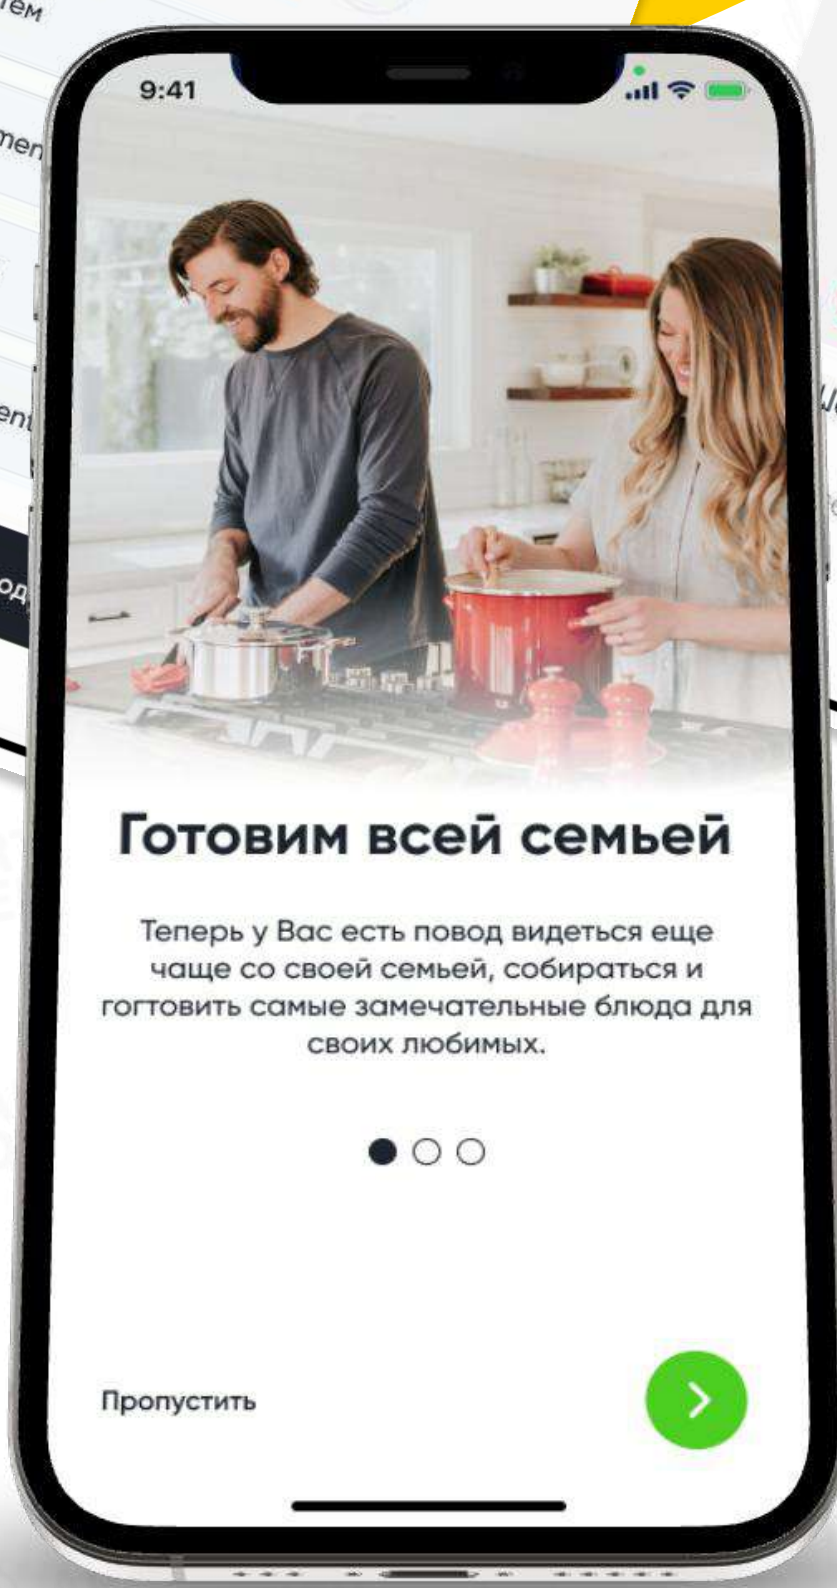 9:41
Готовим всей семьей
Теперь у Вас есть повод видеться еще
чаще со своей семьей, собираться и
гогтовить самые замечательные блюда для
своих любимых.
Пропустить